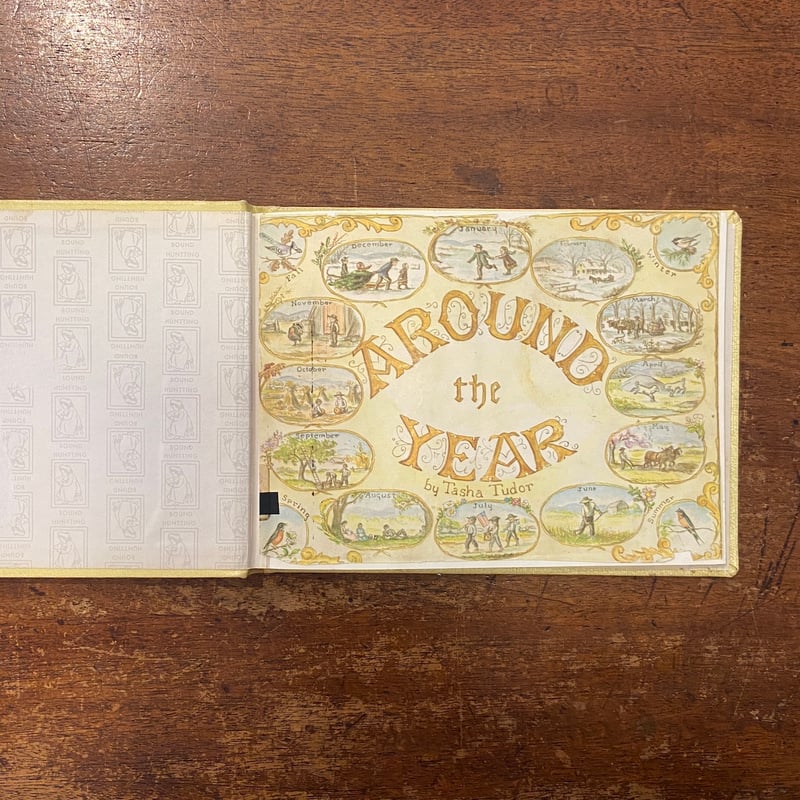 HUNTTING
BOUND
AROUND
the
YEAR
by Tasha Tudor
January
February
March
April
May
June
July
August
September
October
November
December
Fall
Winter
Spring
Summer